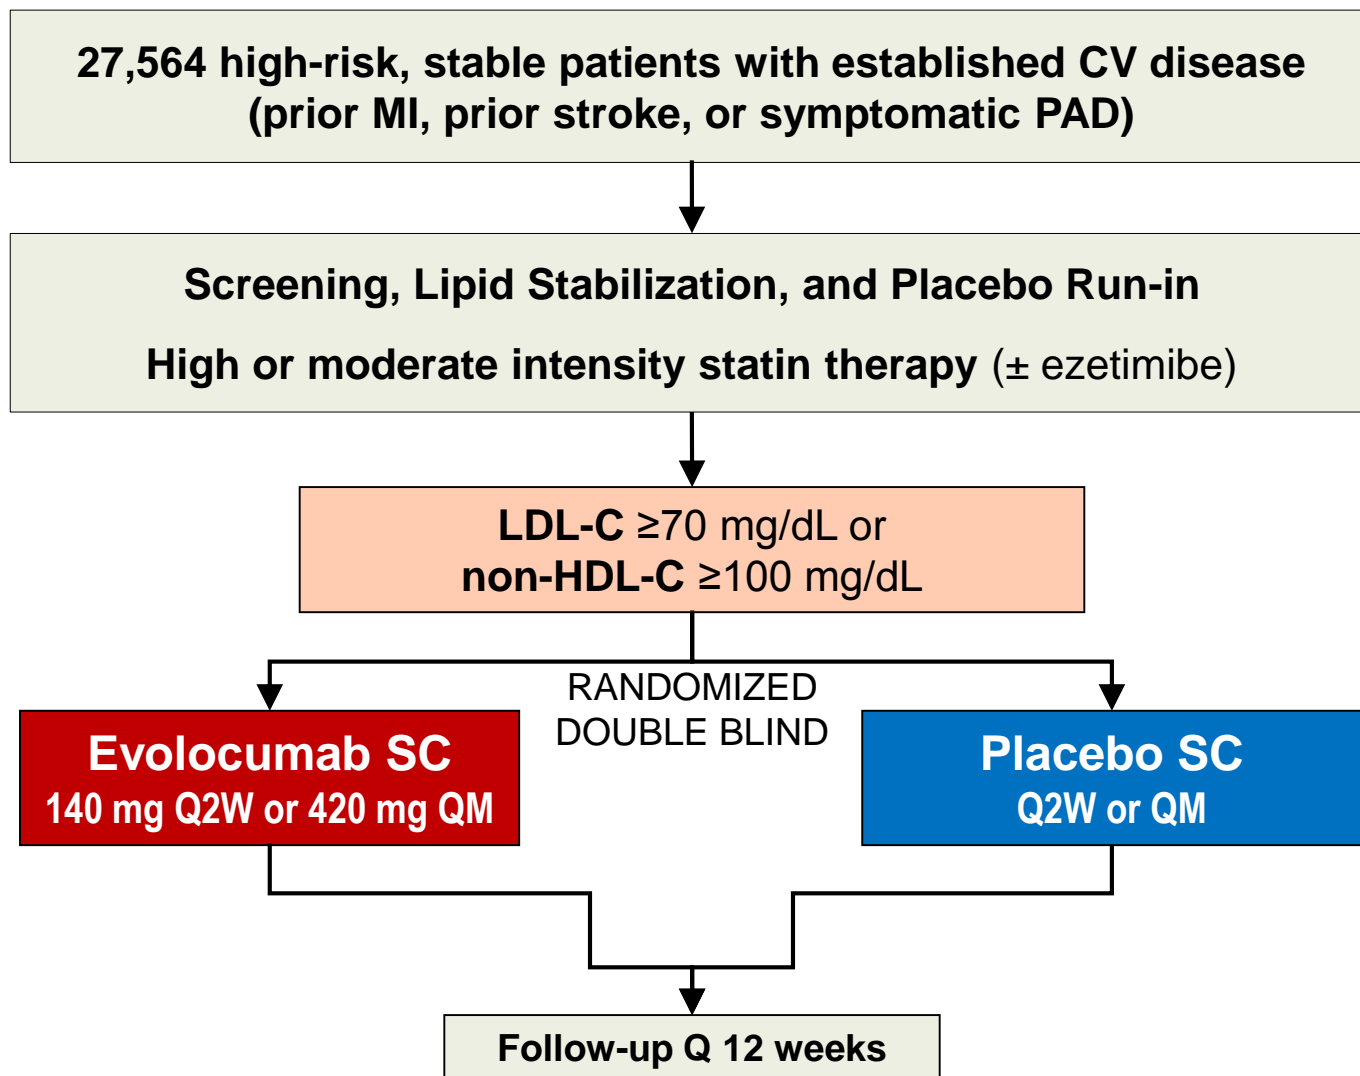 27,564 high-risk, stable patients with established CV disease
(prior MI, prior stroke, or symptomatic PAD)
Screening, Lipid Stabilization, and Placebo Run-in
High or moderate intensity statin therapy (± ezetimibe)
LDL-C ≥70 mg/dL or
non-HDL-C ≥100 mg/dL
RANDOMIZED
DOUBLE BLIND
Evolocumab SC
140 mg Q2W or 420 mg QM
Placebo SC
Q2W or QM
Follow-up Q 12 weeks